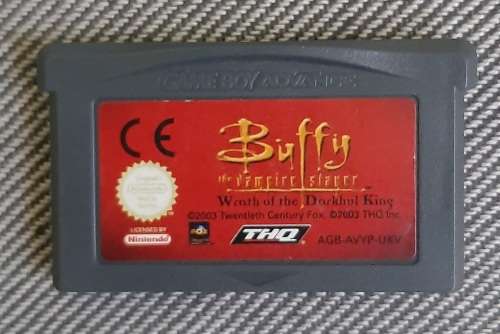 GAME BOY ADVANCE
CE
Buffy
the vampire slayer
Wrath of the Darkhul King
©2003 Twentieth Century Fox. ©2003 THQ Inc.
LICENSED BY
Nintendo
THQ
AGB-AVYP-UKV